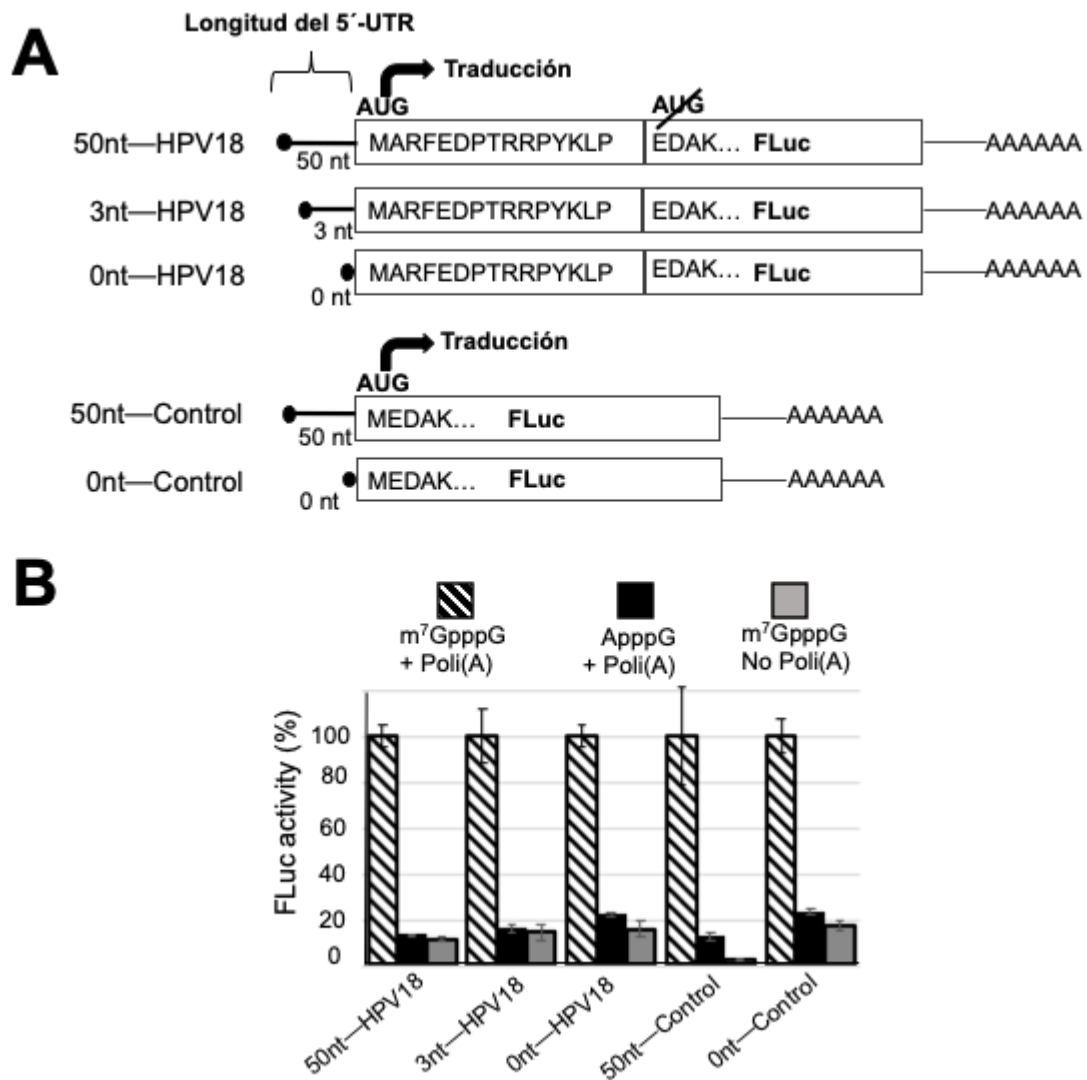 A
Longitud del 5´-UTR
AUG
Traducción
AUG
50nt—HPV18
50 nt
MARFEDPTRRPYKLP
EDAK... FLuc
AAAAAA
3nt—HPV18
3 nt
MARFEDPTRRPYKLP
EDAK... FLuc
AAAAAA
0nt—HPV18
0 nt
MARFEDPTRRPYKLP
EDAK... FLuc
AAAAAA
Traducción
AUG
50nt—Control
50 nt
MEDAK... FLuc
AAAAAA
0nt—Control
0 nt
MEDAK... FLuc
AAAAAA
B
m⁷GpppG
+ Poli(A)
ApppG
+ Poli(A)
m⁷GpppG
No Poli(A)
FLuc activity (%)
100
80
60
40
20
0
50nt—HPV18
3nt—HPV18
0nt—HPV18
50nt—Control
0nt—Control